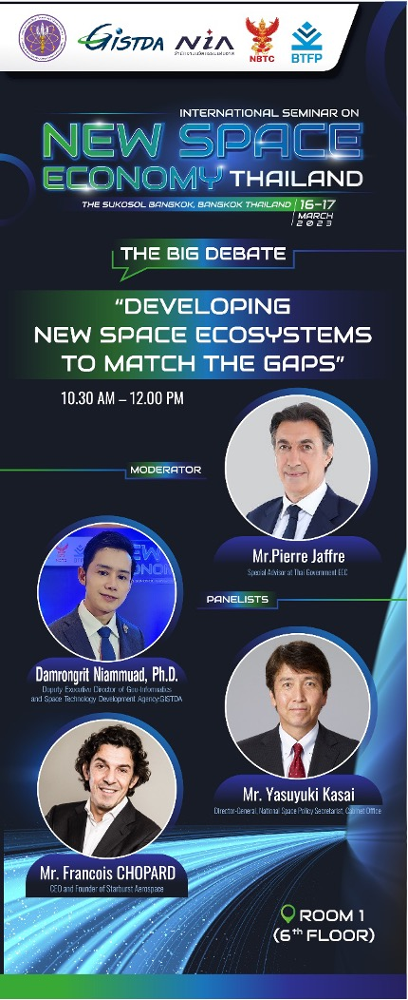 GISTDA
NIA
NBTC
BTFP
INTERNATIONAL SEMINAR ON
NEW SPACE
ECONOMY THAILAND
THE SUKOSOL BANGKOK, BANGKOK THAILAND
16-17
MARCH
2023
THE BIG DEBATE
"DEVELOPING
NEW SPACE ECOSYSTEMS
TO MATCH THE GAPS"
10.30 AM – 12.00 PM
MODERATOR
Mr.Pierre Jaffre
Special Advisor at Thai Government EEC
PANELISTS
Damrongrit Niammuad, Ph.D.
Deputy Executive Director of Geo-Informatics
and Space Technology Development Agency:GISTDA
Mr. Yasuyuki Kasai
Director-General, National Space Policy Secretariat, Cabinet Office
Mr. Francois CHOPARD
CEO and Founder of Starburst Aerospace
ROOM 1
(6th FLOOR)